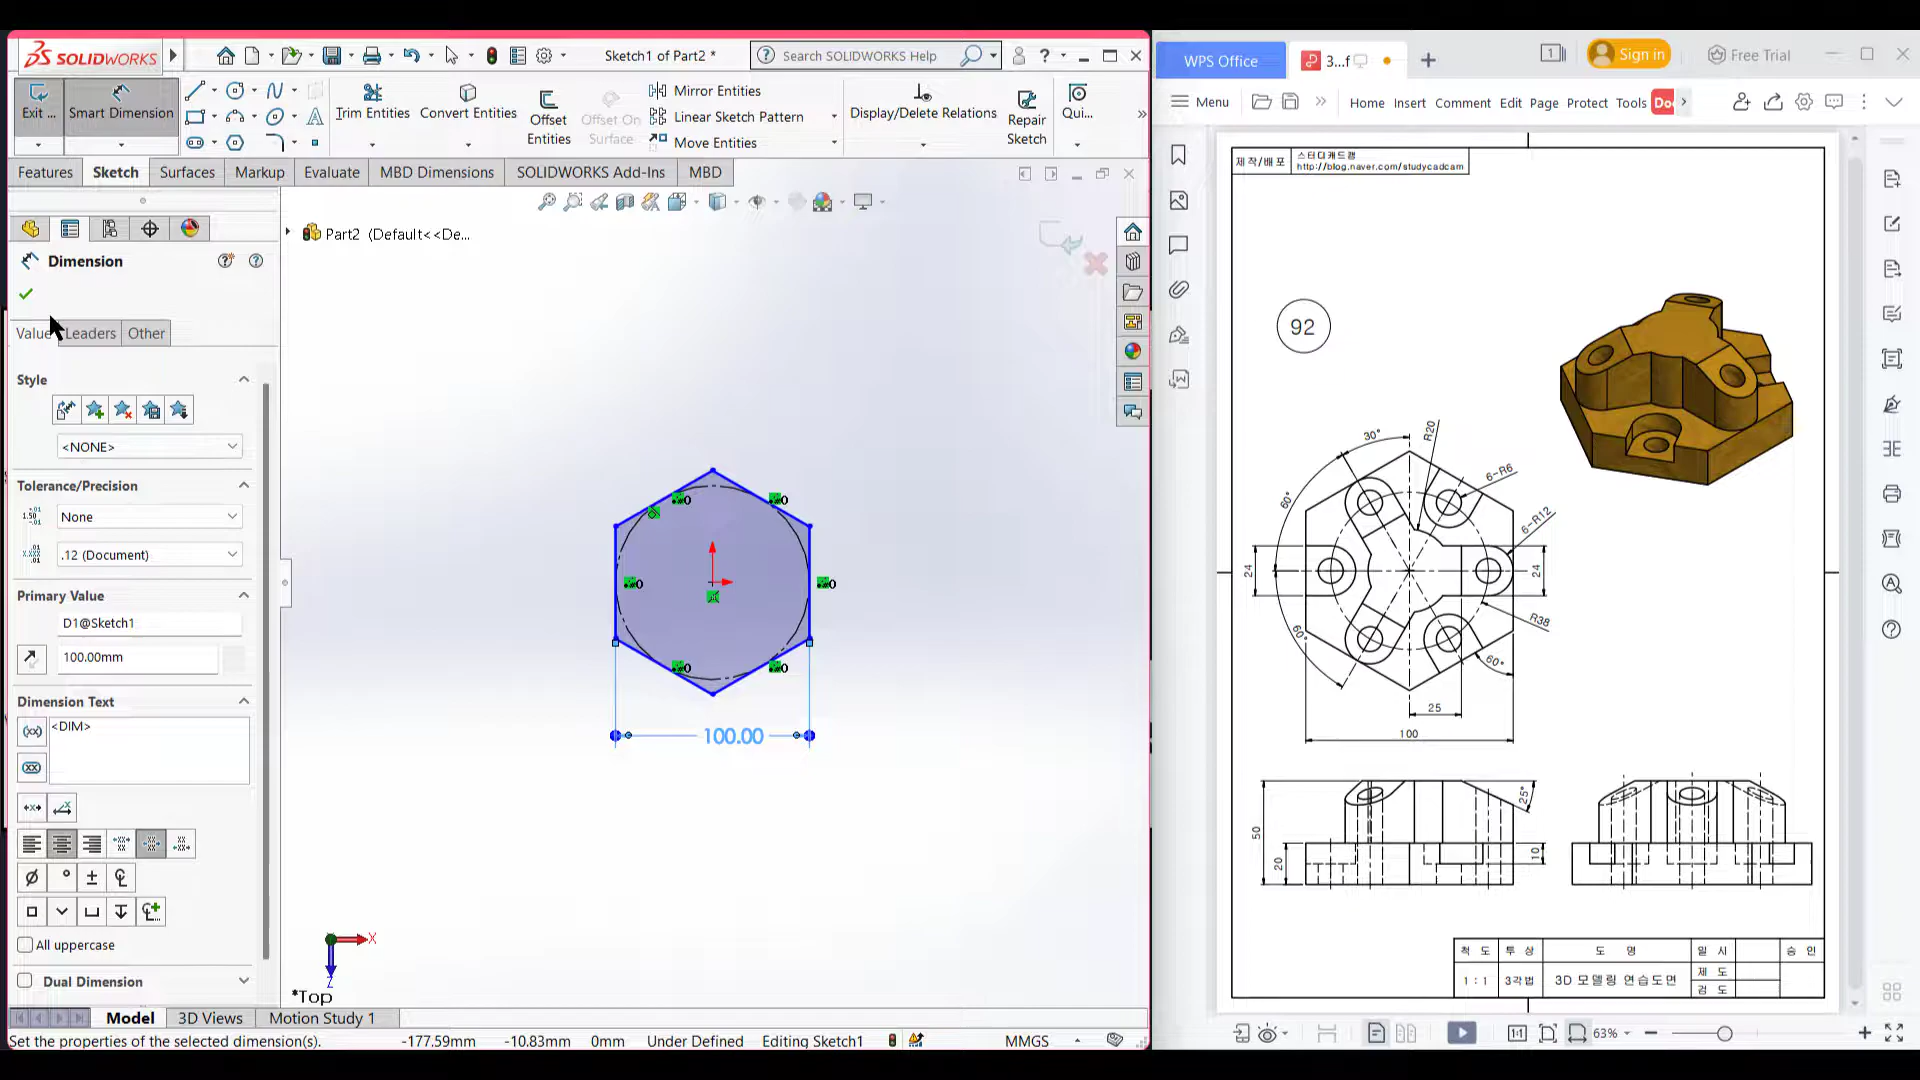 SOLIDWORKS
Sketch1 of Part2 *
Search SOLIDWORKS Help
?
Exit ...
Smart Dimension
Trim Entities
Convert Entities
Offset Entities
Offset On Surface
Mirror Entities
Linear Sketch Pattern
Move Entities
Display/Delete Relations
Repair Sketch
Qui...
Features
Sketch
Surfaces
Markup
Evaluate
MBD Dimensions
SOLIDWORKS Add-Ins
MBD
Part2 (Default<<De...
Dimension
Value
Leaders
Other
Style
<NONE>
Tolerance/Precision
None
.12 (Document)
Primary Value
D1@Sketch1
100.00mm
Dimension Text
<DIM>
All uppercase
Dual Dimension
100.00
X
Z
*Top
Model
3D Views
Motion Study 1
Set the properties of the selected dimension(s).
-177.59mm
-10.83mm
0mm
Under Defined
Editing Sketch1
MMGS
WPS Office
3...f
Sign in
Free Trial
Menu
Home
Insert
Comment
Edit
Page
Protect
Tools
Do
제작/배포
스터디캐드캠
http://blog.naver.com/studycadcam
92
30°
R20
6-R6
60°
6-R12
24
24
R38
60°
60°
25
100
50
20
25°
10
척 도
투 상
도 명
일 시
승 인
1 : 1
3각법
3D 모델링 연습도면
제 도
검 도
63%